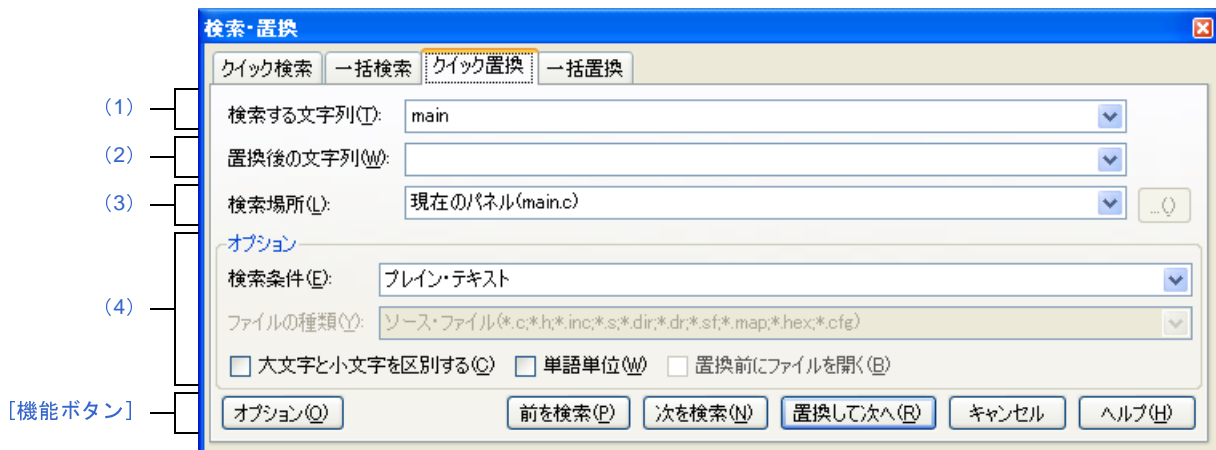 検索・置換
クイック検索 一括検索 クイック置換 一括置換
(1) 検索する文字列(T): main
(2) 置換後の文字列(W):
(3) 検索場所(L): 現在のパネル(main.c) ...()
オプション
(4) 検索条件(E): プレイン・テキスト
ファイルの種類(Y): ソース・ファイル(*.c;*.h;*.inc;*.s;*.dir;*.dr;*.sf;*.map;*.hex;*.cfg)
大文字と小文字を区別する(C) 単語単位(W) 置換前にファイルを開く(B)
[機能ボタン] オプション(O) 前を検索(P) 次を検索(N) 置換して次へ(R) キャンセル ヘルプ(H)